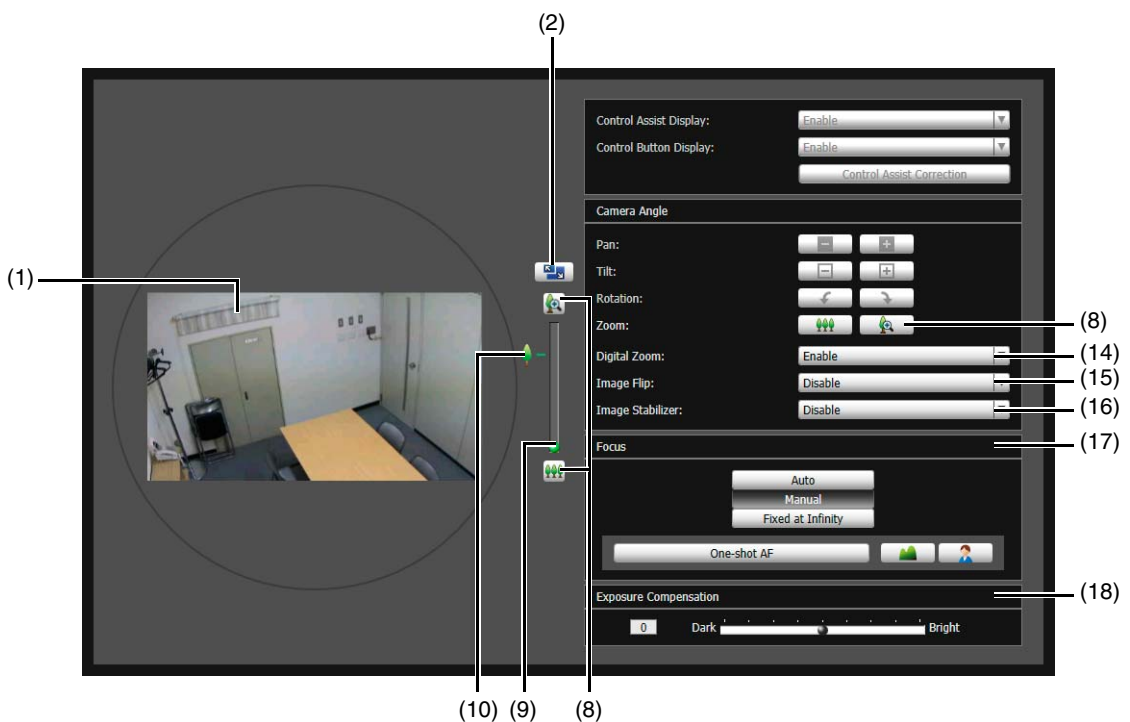 (2)
Control Assist Display: Enable
Control Button Display: Enable
Control Assist Correction
Camera Angle
Pan:
(1)
Tilt:
Rotation:
Zoom: (8)
Digital Zoom: Enable (14)
Image Flip: Disable (15)
Image Stabilizer: Disable (16)
Focus (17)
Auto
Manual
Fixed at Infinity
One-shot AF
Exposure Compensation (18)
0 Dark Bright
(10) (9) (8)